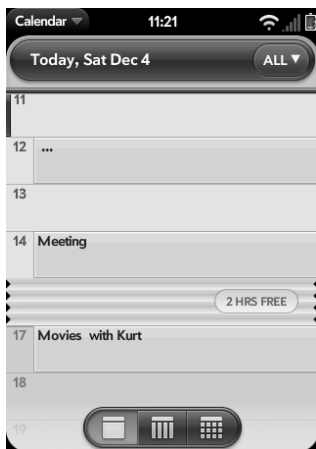 Calendar
11:21
Today, Sat Dec 4
ALL
11
12 ...
13
14 Meeting
2 HRS FREE
17 Movies with Kurt
18
19